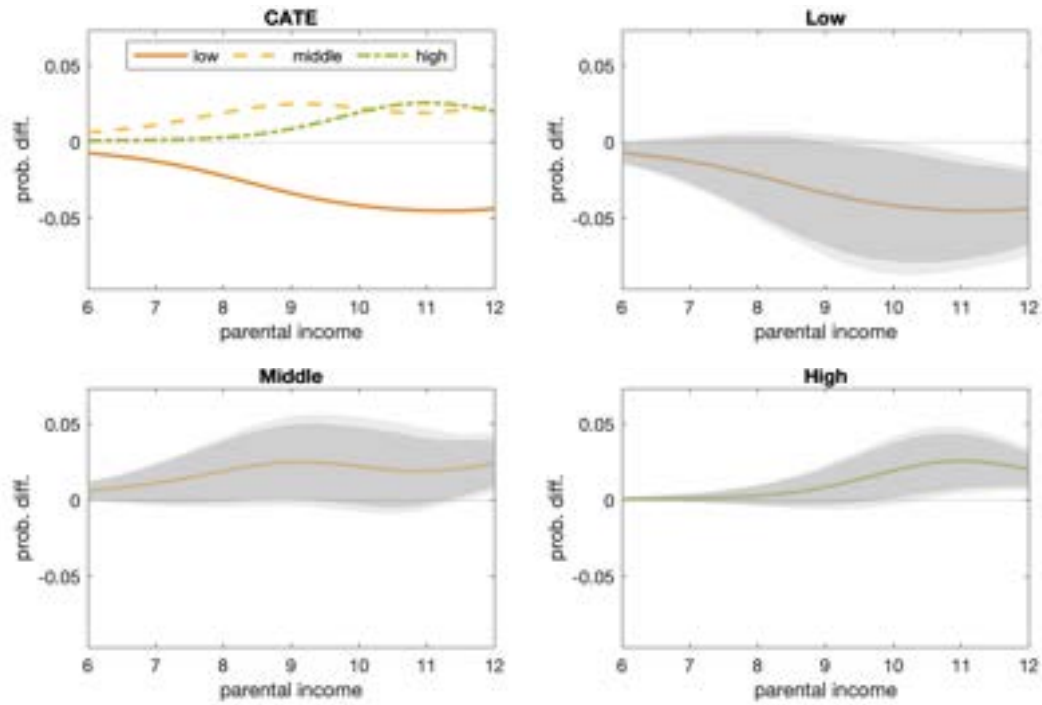 CATE
low middle high
0.05
0
-0.05
prob. diff.
6 7 8 9 10 11 12
parental income
Low
0.05
0
-0.05
prob. diff.
6 7 8 9 10 11 12
parental income
Middle
0.05
0
-0.05
prob. diff.
6 7 8 9 10 11 12
parental income
High
0.05
0
-0.05
prob. diff.
6 7 8 9 10 11 12
parental income